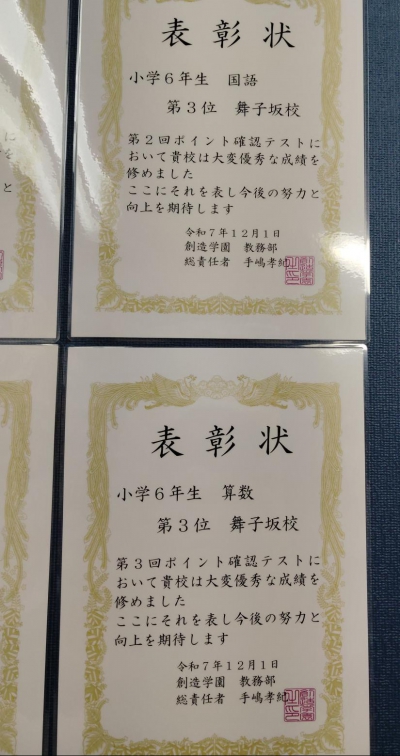 表彰状
小学6年生 国語
第3位 舞子坂校
第2回ポイント確認テストに
おいて貴校は大変優秀な成績を
修めました
ここにそれを表し今後の努力と
向上を期待します
令和7年12月1日
創造学園 教務部
総責任者 手嶋孝紀
表彰状
小学6年生 算数
第3位 舞子坂校
第3回ポイント確認テストに
おいて貴校は大変優秀な成績を
修めました
ここにそれを表し今後の努力と
向上を期待します
令和7年12月1日
創造学園 教務部
総責任者 手嶋孝紀